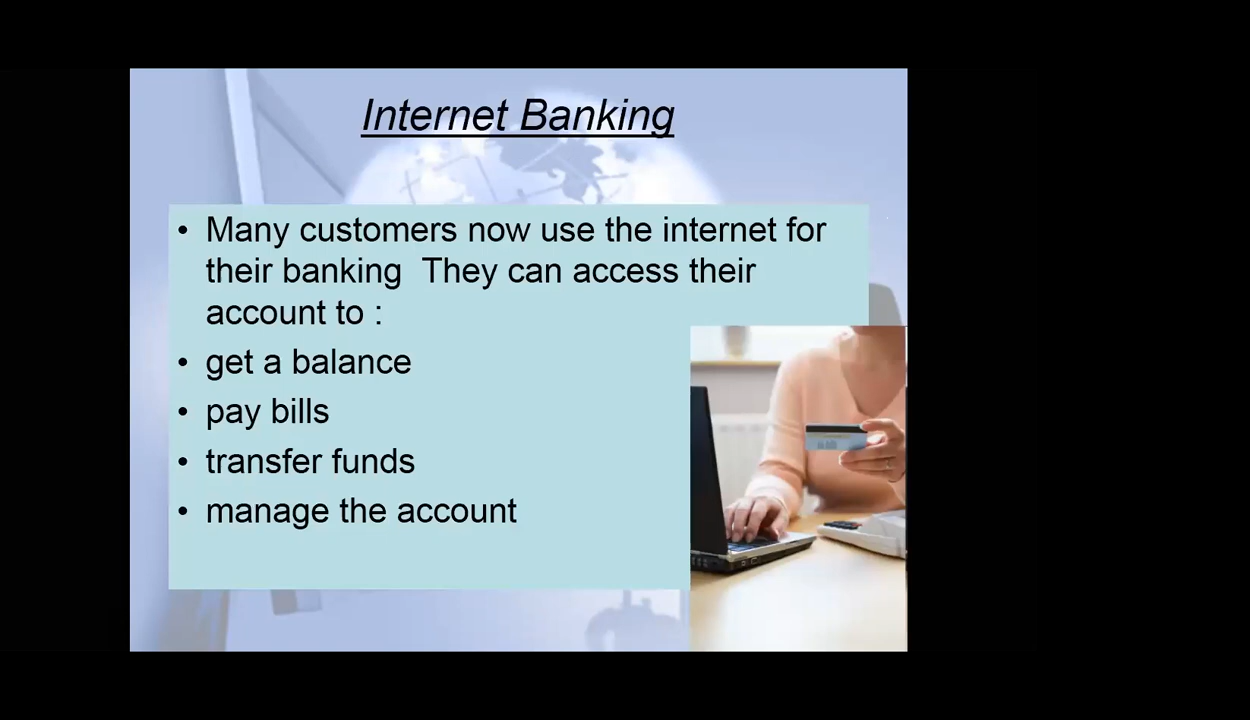 Internet Banking
• Many customers now use the internet for
their banking  They can access their
account to :
• get a balance
• pay bills
• transfer funds
• manage the account